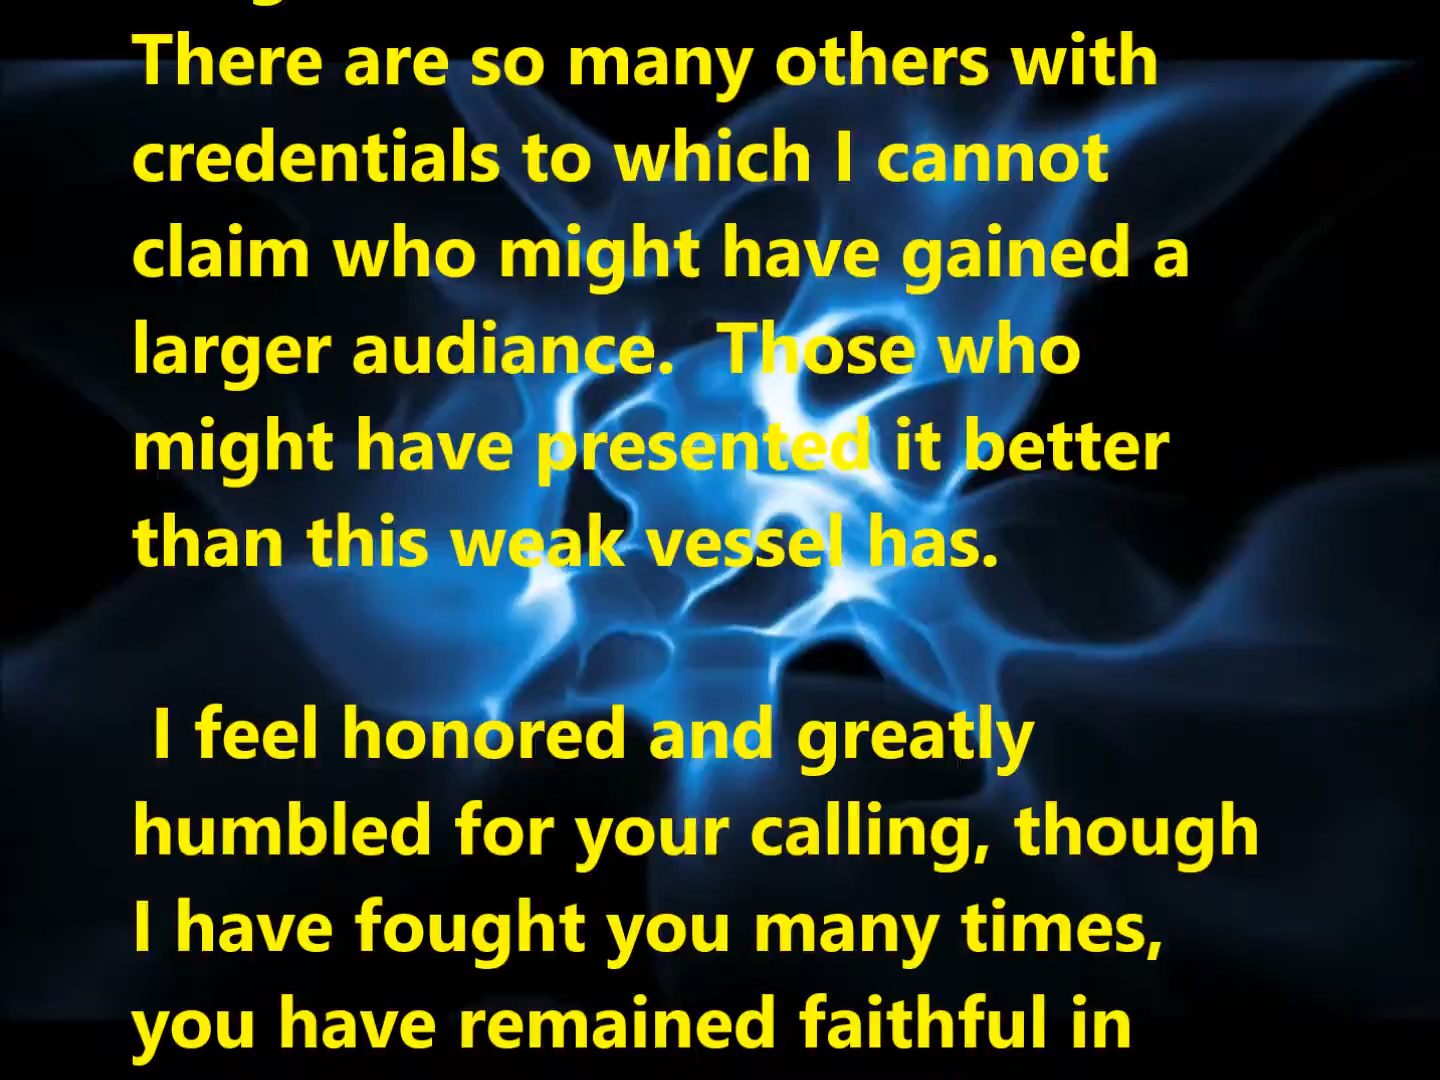 There are so many others with
credentials to which I cannot
claim who might have gained a
larger audiance.  Those who
might have presented it better
than this weak vessel has.
I feel honored and greatly
humbled for your calling, though
I have fought you many times,
you have remained faithful in